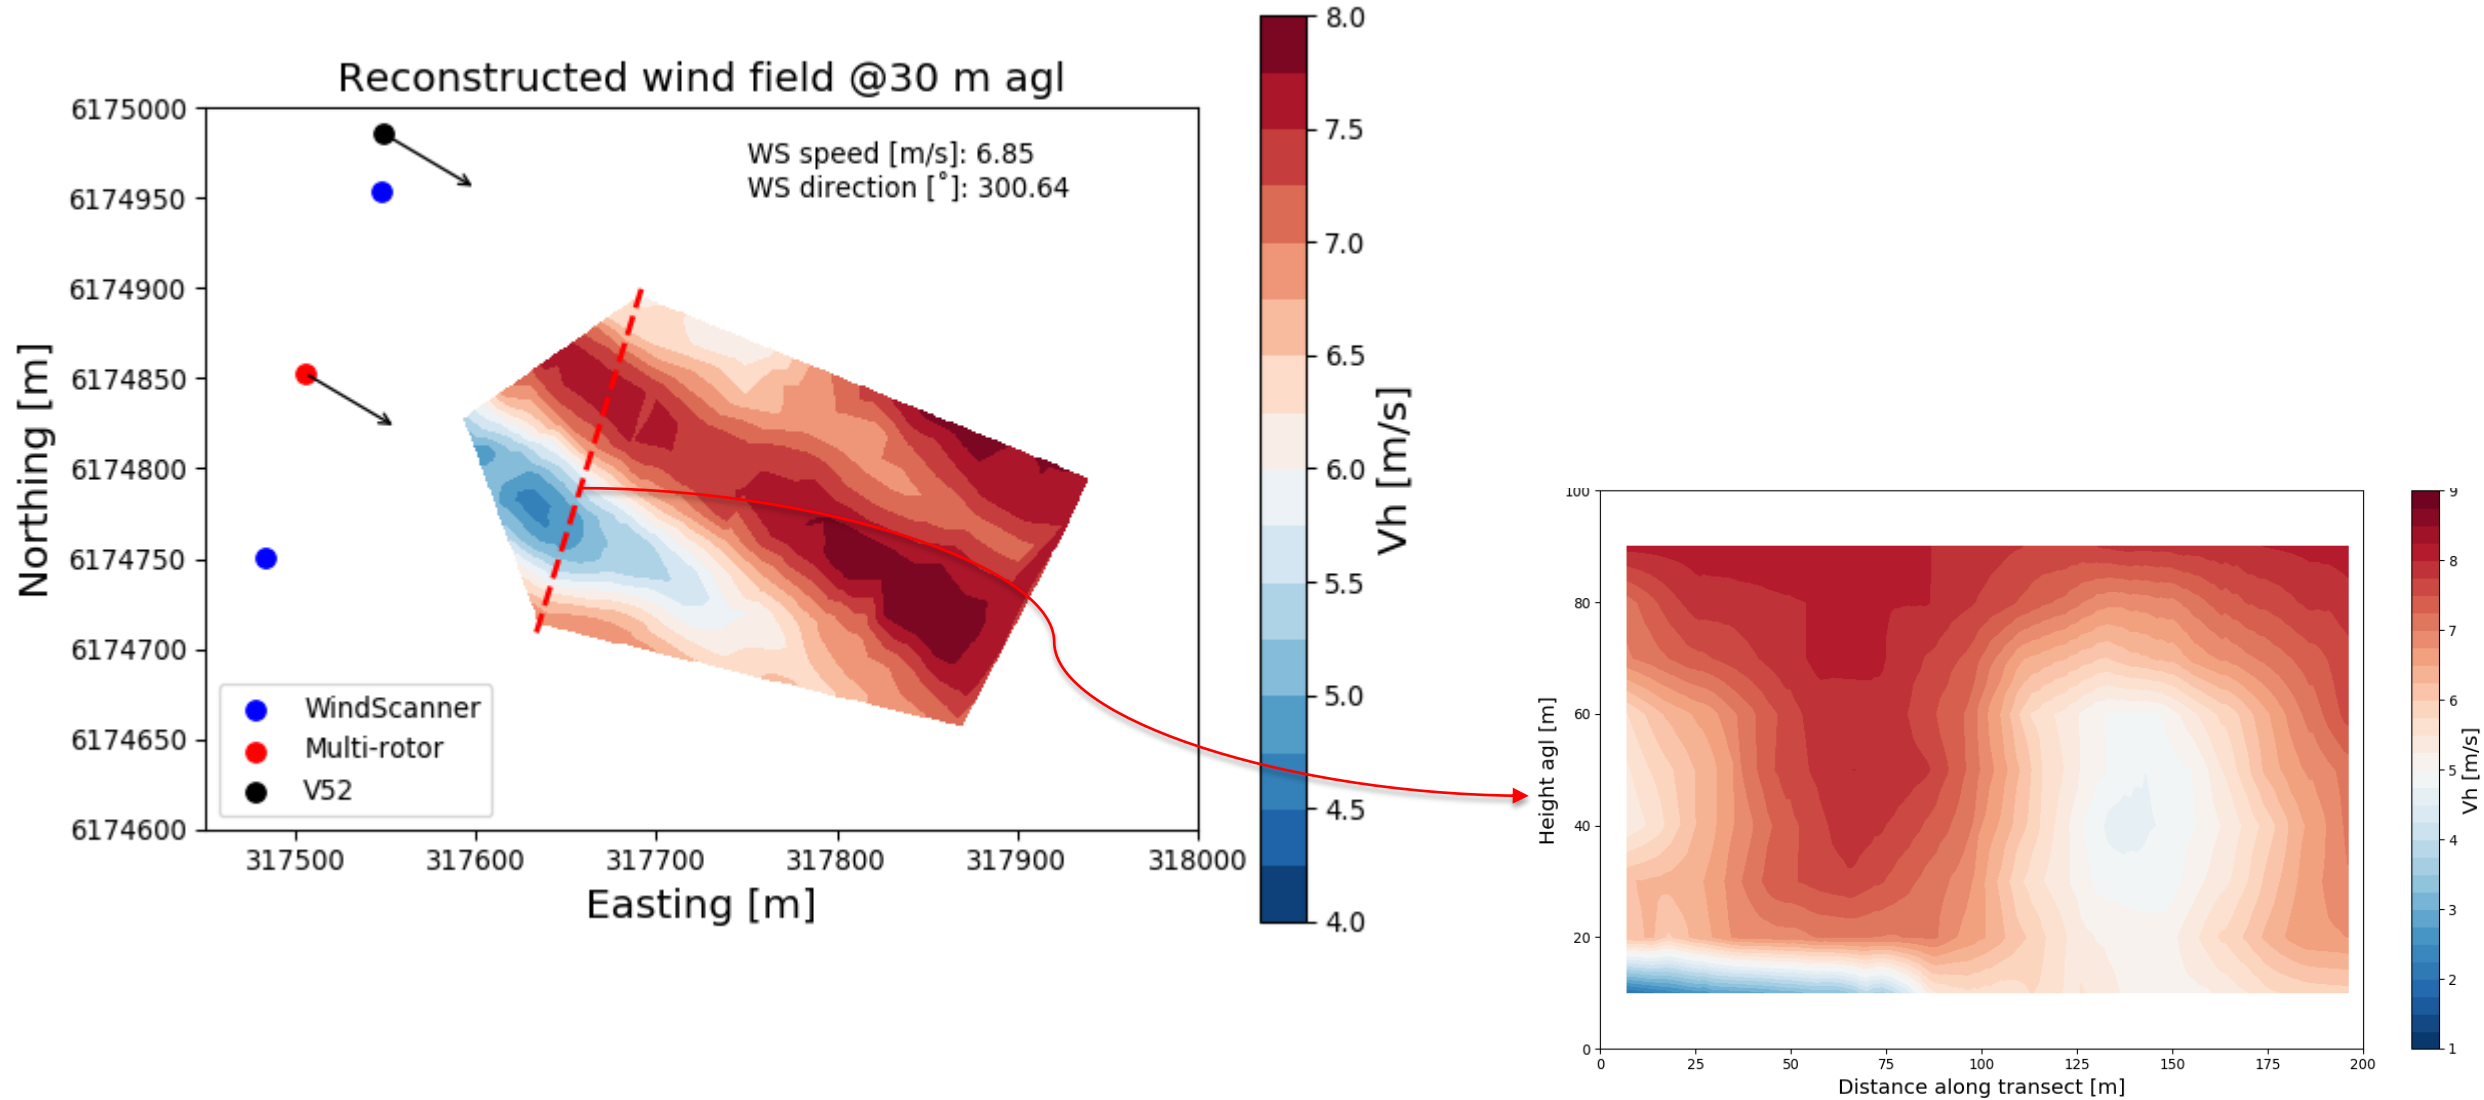 Reconstructed wind field @30 m agl
WS speed [m/s]: 6.85
WS direction [˚]: 300.64
Northing [m]
6175000
6174950
6174900
6174850
6174800
6174750
6174700
6174650
6174600
WindScanner
Multi-rotor
V52
317500 317600 317700 317800 317900 318000
Easting [m]
8.0
7.5
7.0
6.5
6.0
5.5
5.0
4.5
4.0
Vh [m/s]
Height agl [m]
100
80
60
40
20
0
0 25 50 75 100 125 150 175 200
Distance along transect [m]
9
8
7
6
5
4
3
2
1
Vh [m/s]